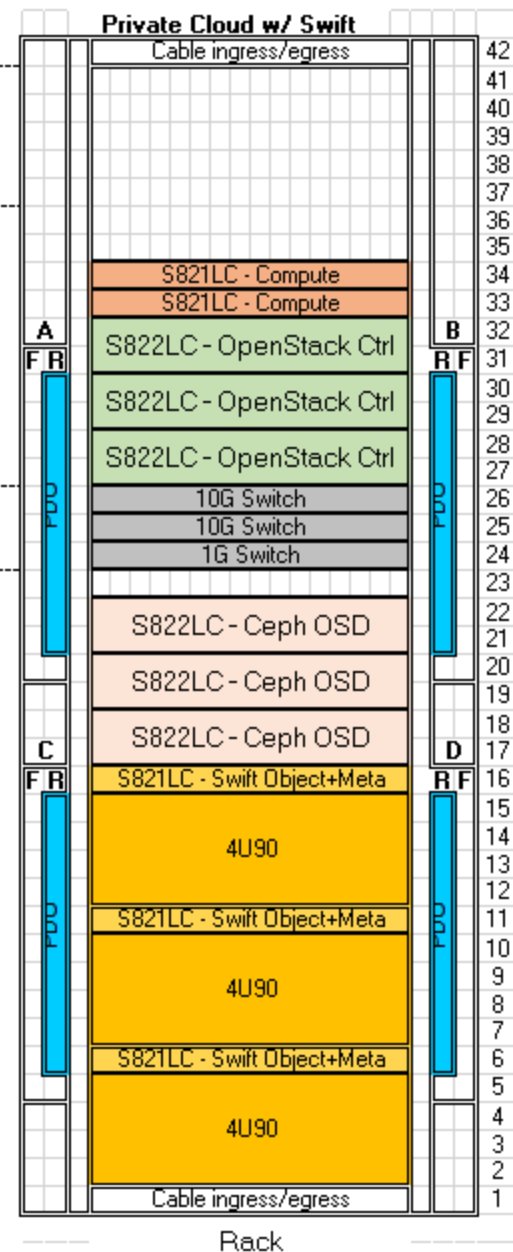 Private Cloud w/ Swift
Cable ingress/egress 42
41
40
39
38
37
36
35
S821LC - Compute 34
S821LC - Compute 33
A B 32
S822LC - OpenStack Ctrl
F R R F 31
30
S822LC - OpenStack Ctrl
29
28
S822LC - OpenStack Ctrl
27
PDU 10G Switch PDU 26
10G Switch 25
1G Switch 24
23
22
S822LC - Ceph OSD
21
20
S822LC - Ceph OSD
19
18
S822LC - Ceph OSD
C D 17
F R S821LC - Swift Object+Meta R F 16
15
14
4U90
13
12
PDU S821LC - Swift Object+Meta PDU 11
10
9
4U90
8
7
S821LC - Swift Object+Meta 6
5
4
4U90
3
2
Cable ingress/egress 1
Rack